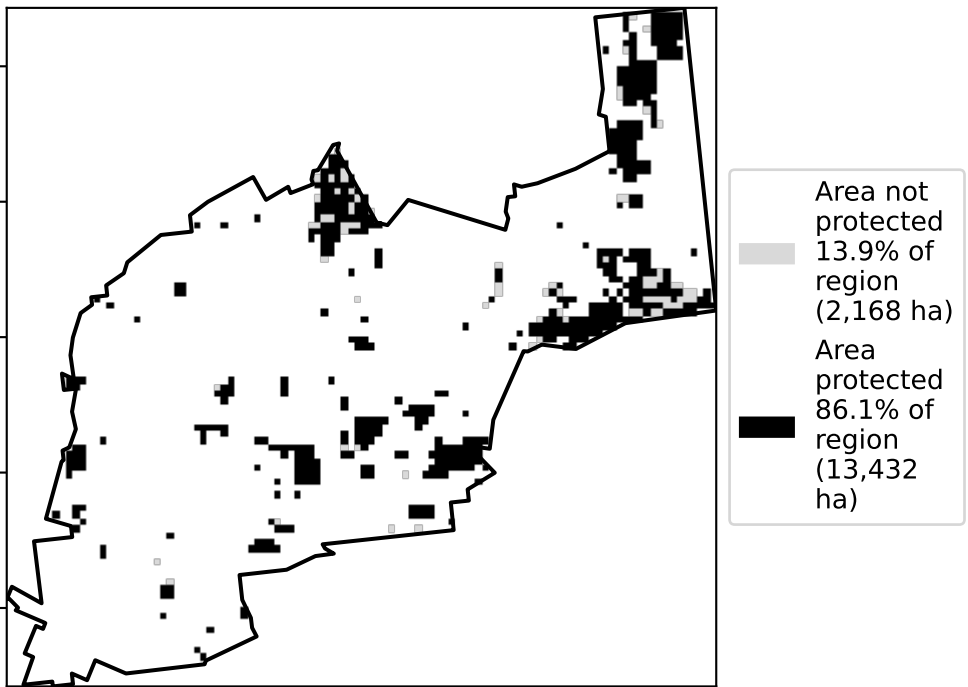 Area not
protected
13.9% of
region
(2,168 ha)
Area
protected
86.1% of
region
(13,432
ha)